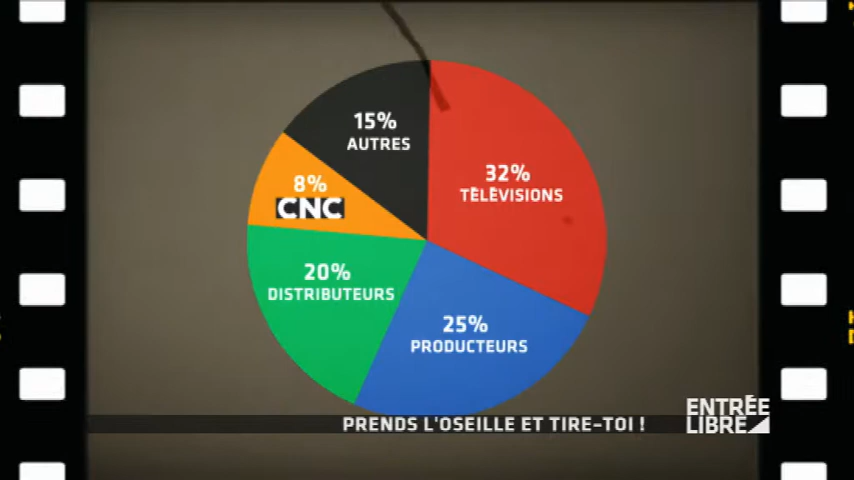 15%
AUTRES
32%
TÉLÉVISIONS
8%
CNC
20%
DISTRIBUTEURS
25%
PRODUCTEURS
PRENDS L'OSEILLE ET TIRE-TOI !
ENTRÉE
LIBRE